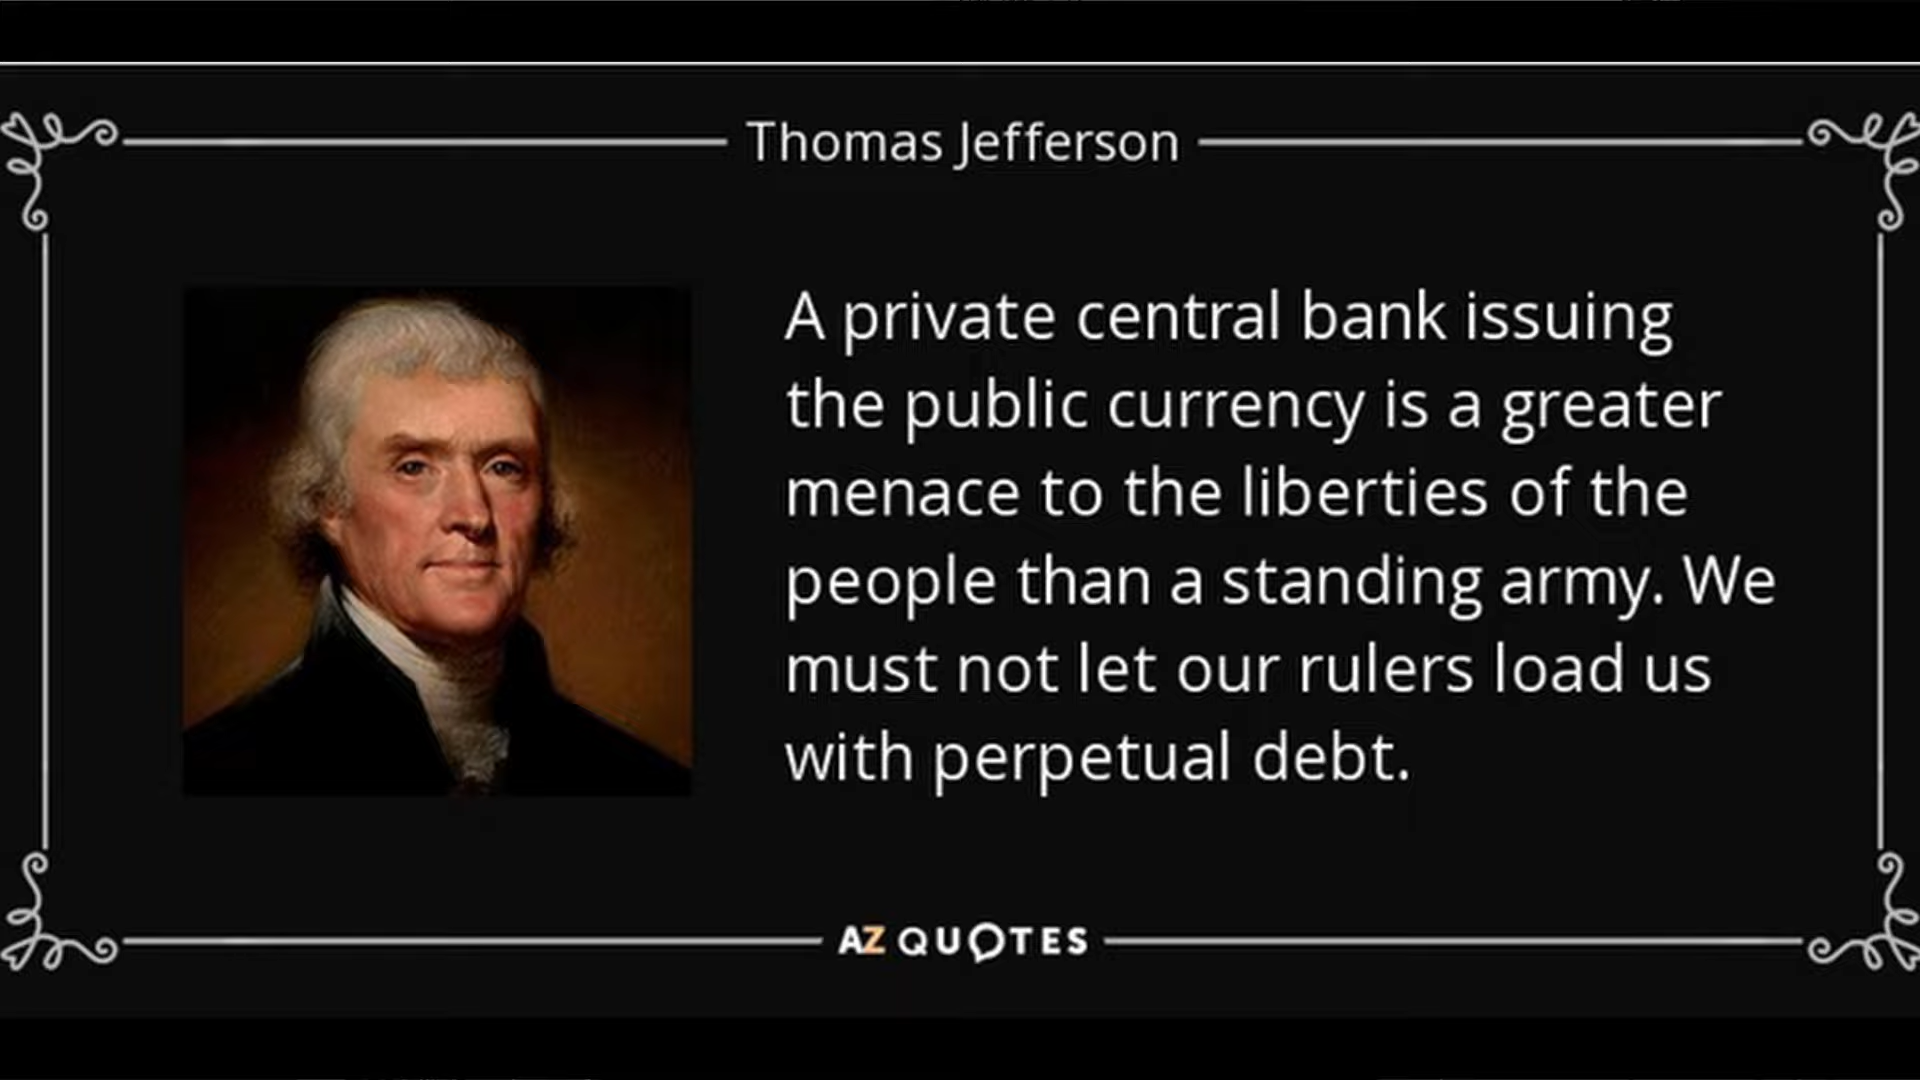 Thomas Jefferson
A private central bank issuing
the public currency is a greater
menace to the liberties of the
people than a standing army. We
must not let our rulers load us
with perpetual debt.
AZ QUOTES